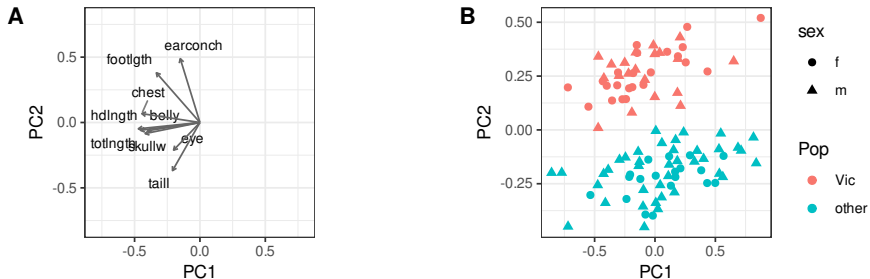 A
PC2
0.5
0.0
-0.5
earconch
footlgth
chest
hdlngth
belly
totlngth
skullw
eye
taill
-0.5
0.0
0.5
PC1
B
0.50
0.25
0.00
-0.25
-0.5
0.0
0.5
PC1
PC2
sex
f
m
Pop
Vic
other